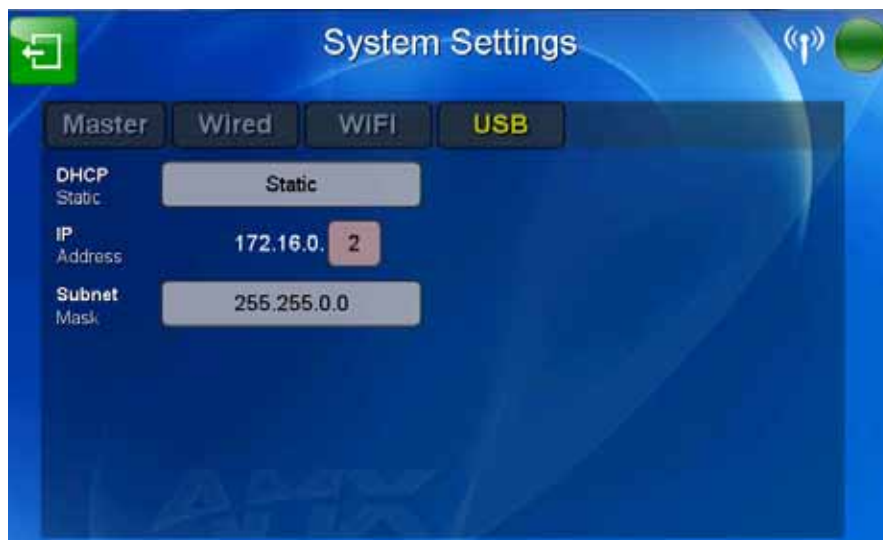 System Settings
Master Wired WIFI USB
DHCP
Static
Static
IP
Address
172.16.0. 2
Subnet
Mask
255.255.0.0
AMX